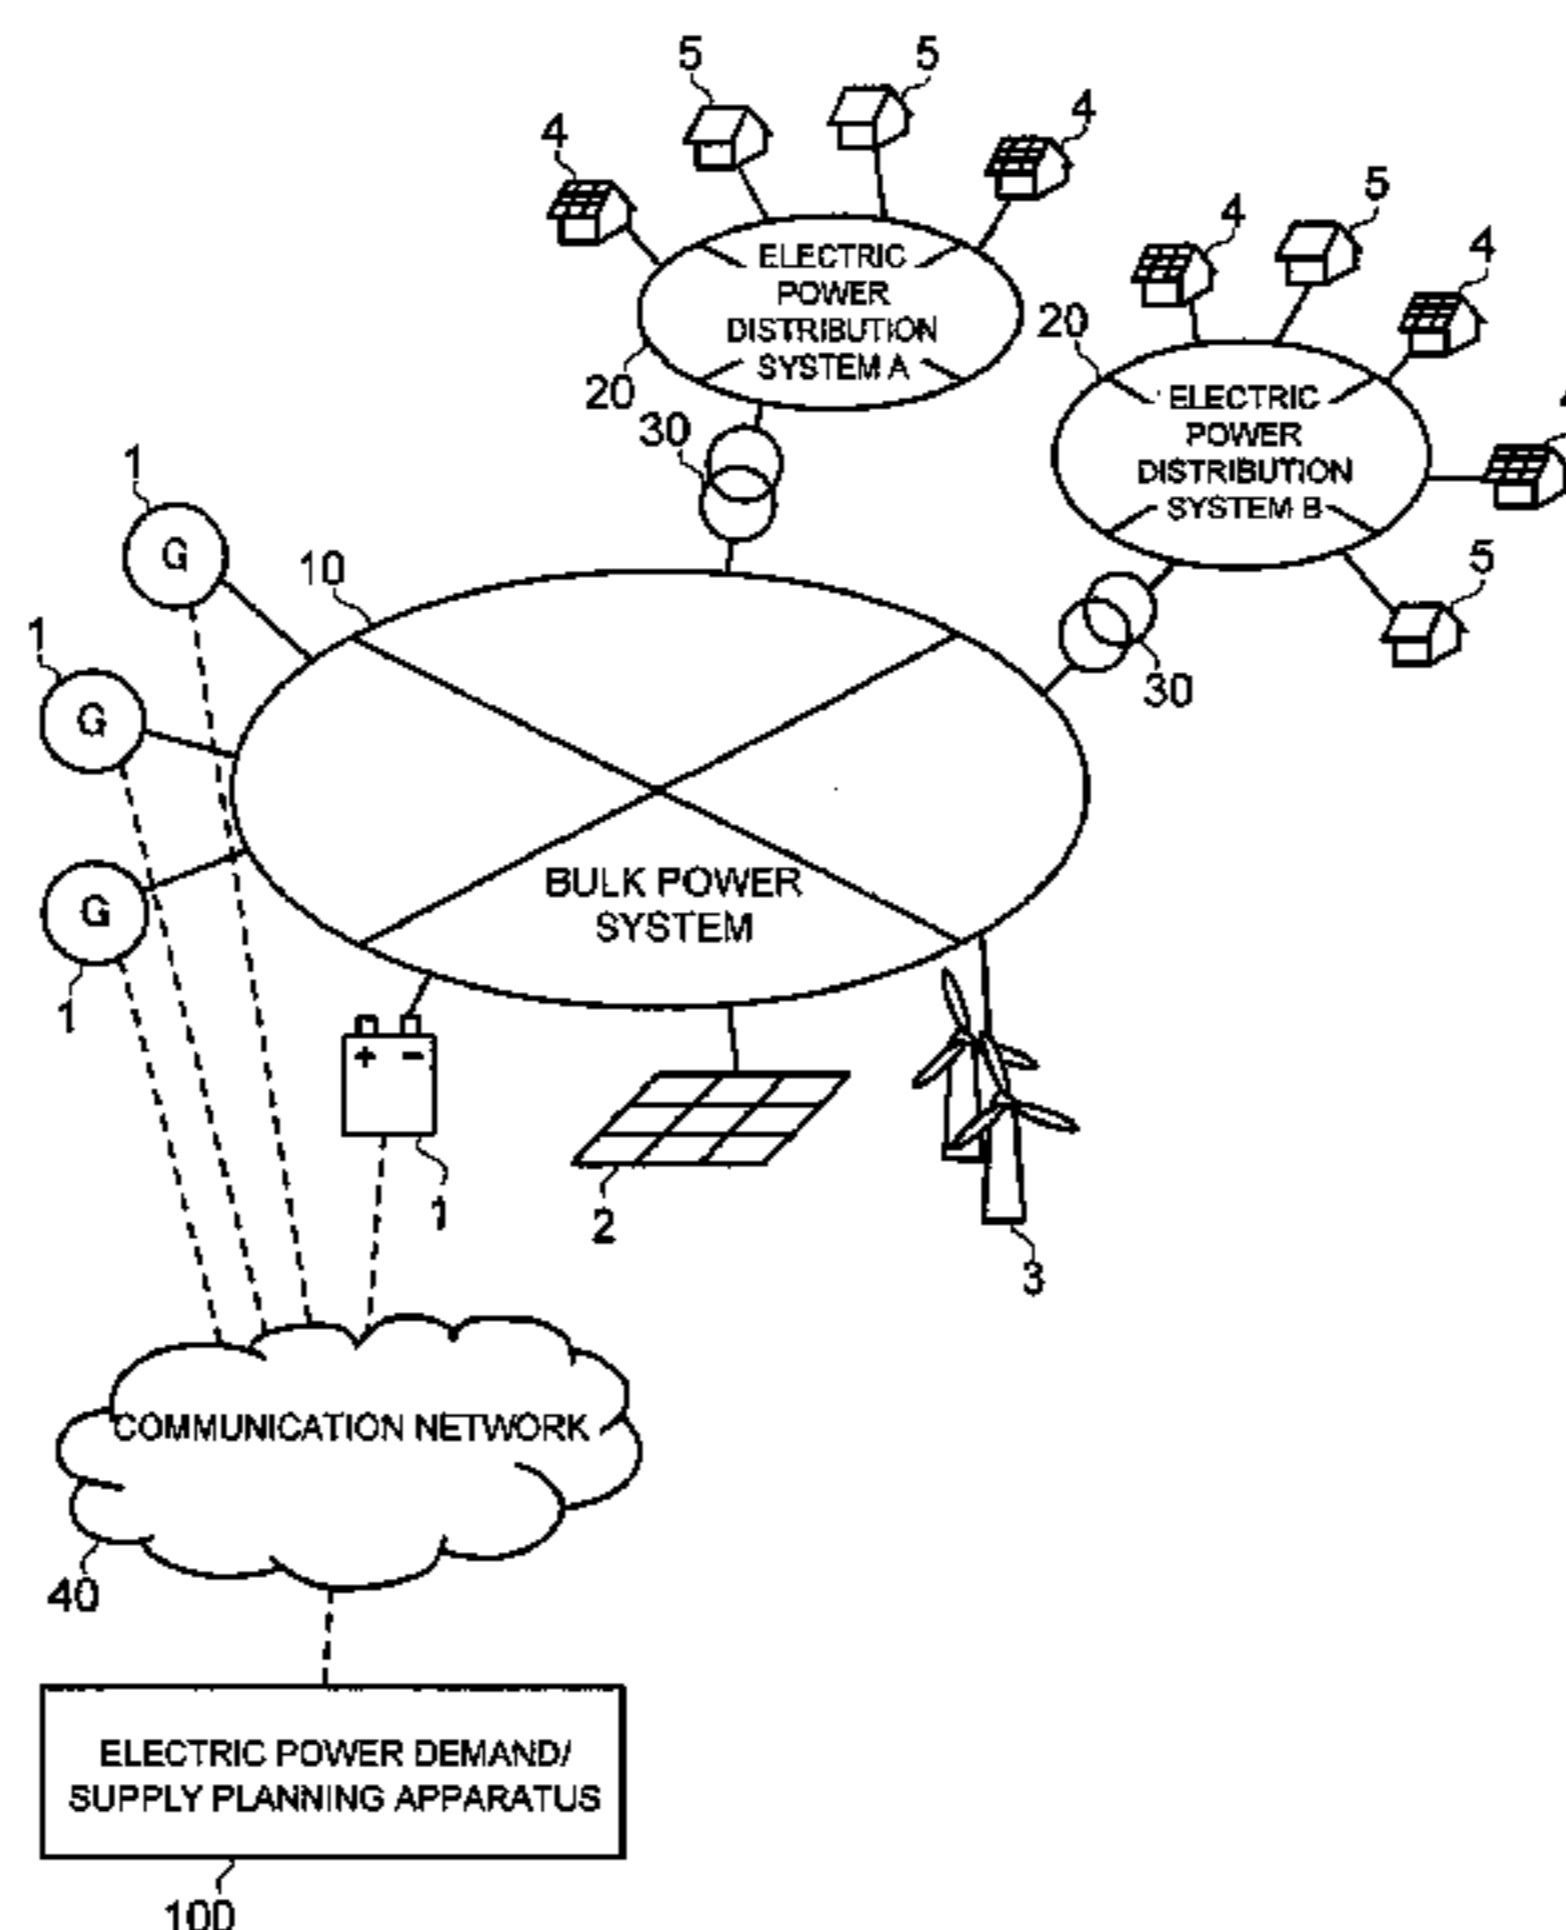 5
5
4
4
5
4
4
ELECTRIC
POWER
DISTRIBUTION
SYSTEM A
20
20
ELECTRIC
POWER
DISTRIBUTION
SYSTEM B
4
30
1
G
10
5
30
1
G
G
1
BULK POWER
SYSTEM
+ −
1
2
3
COMMUNICATION NETWORK
40
ELECTRIC POWER DEMAND/
SUPPLY PLANNING APPARATUS
100